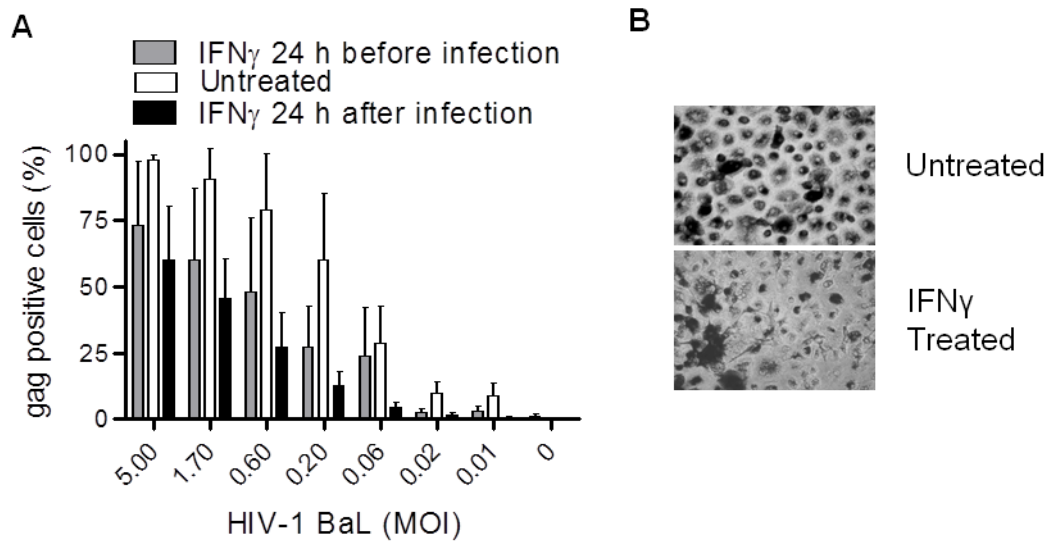 A
IFNγ 24 h before infection
Untreated
IFNγ 24 h after infection
gag positive cells (%)
100
75
50
25
0
5.00
1.70
0.60
0.20
0.06
0.02
0.01
0
HIV-1 BaL (MOI)
B
Untreated
IFNγ
Treated